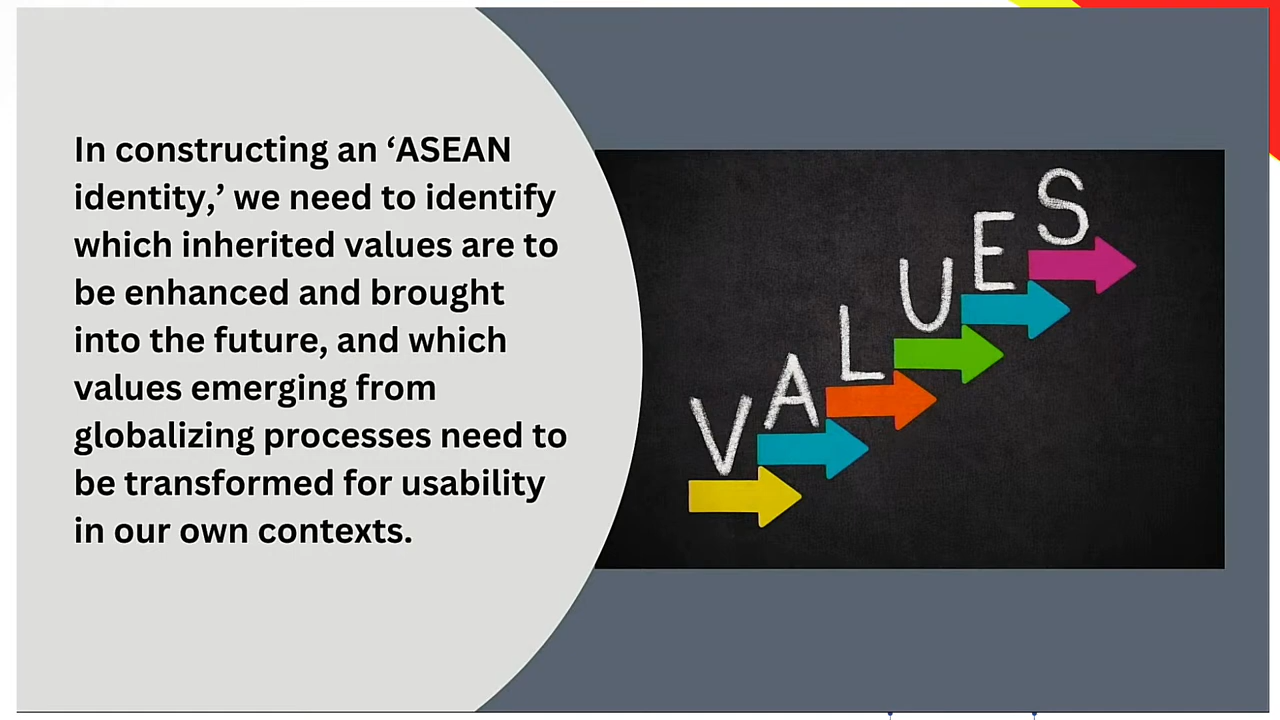 In constructing an ‘ASEAN
identity,’ we need to identify
which inherited values are to
be enhanced and brought
into the future, and which
values emerging from
globalizing processes need to
be transformed for usability
in our own contexts.
VALUES